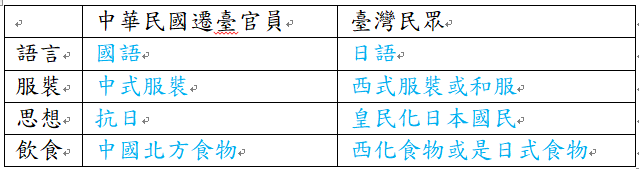 中華民國遷臺官員 臺灣民眾
語言 國語 日語
服裝 中式服裝 西式服裝或和服
思想 抗日 皇民化日本國民
飲食 中國北方食物 西化食物或是日式食物